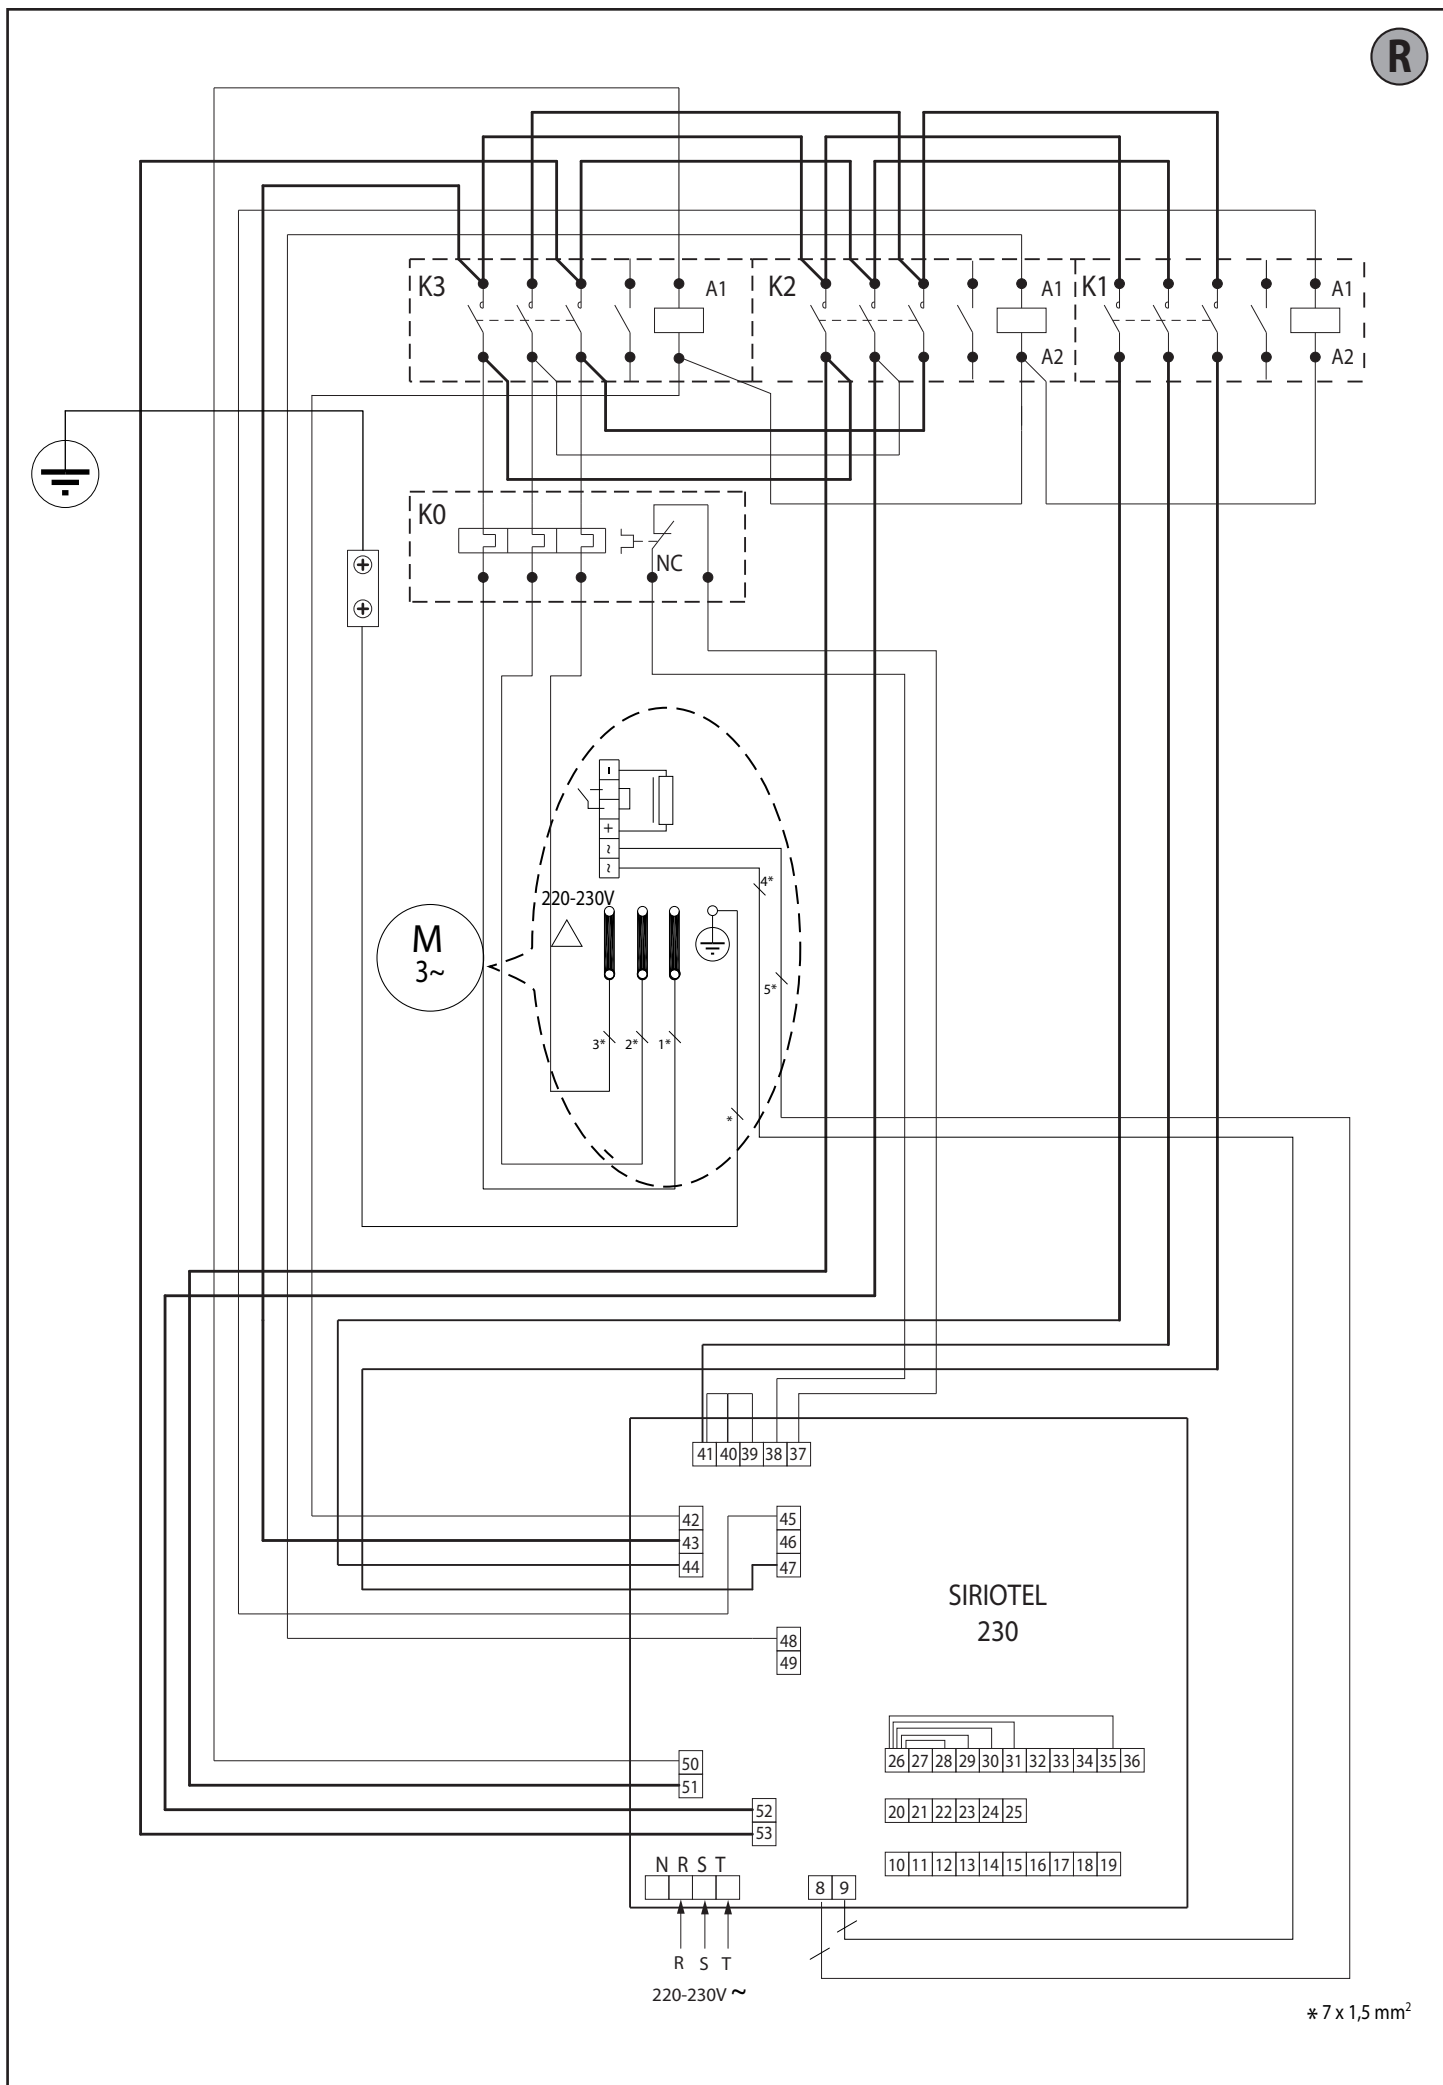 R
K3 A1 K2 A1 K1 A1
A2 A2
K0
NC
- 
+
~
~
4*
220-230V
M
3~
5*
3* 2* 1*
*
41 40 39 38 37
42 45
43 46
44 47
SIRIOTEL
230
48
49
50 26 27 28 29 30 31 32 33 34 35 36
51
52 20 21 22 23 24 25
53
N R S T 10 11 12 13 14 15 16 17 18 19
8 9
R S T
220-230V ~
* 7 x 1,5 mm²